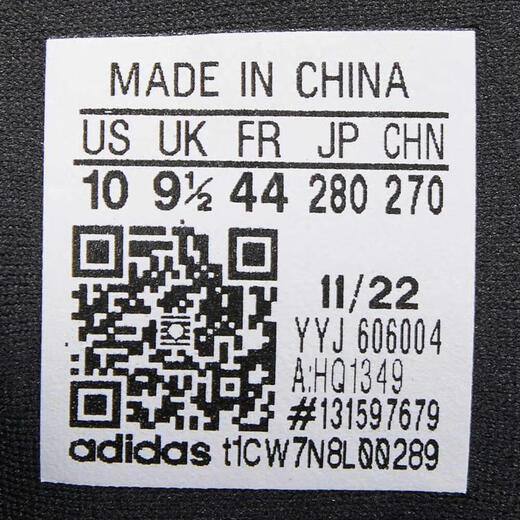 MADE IN CHINA
US UK FR JP CHN
10 9½ 44 280 270
11/22
YYJ 606004
A:HQ1349
#131597679
adidas t1CW7N8L00289